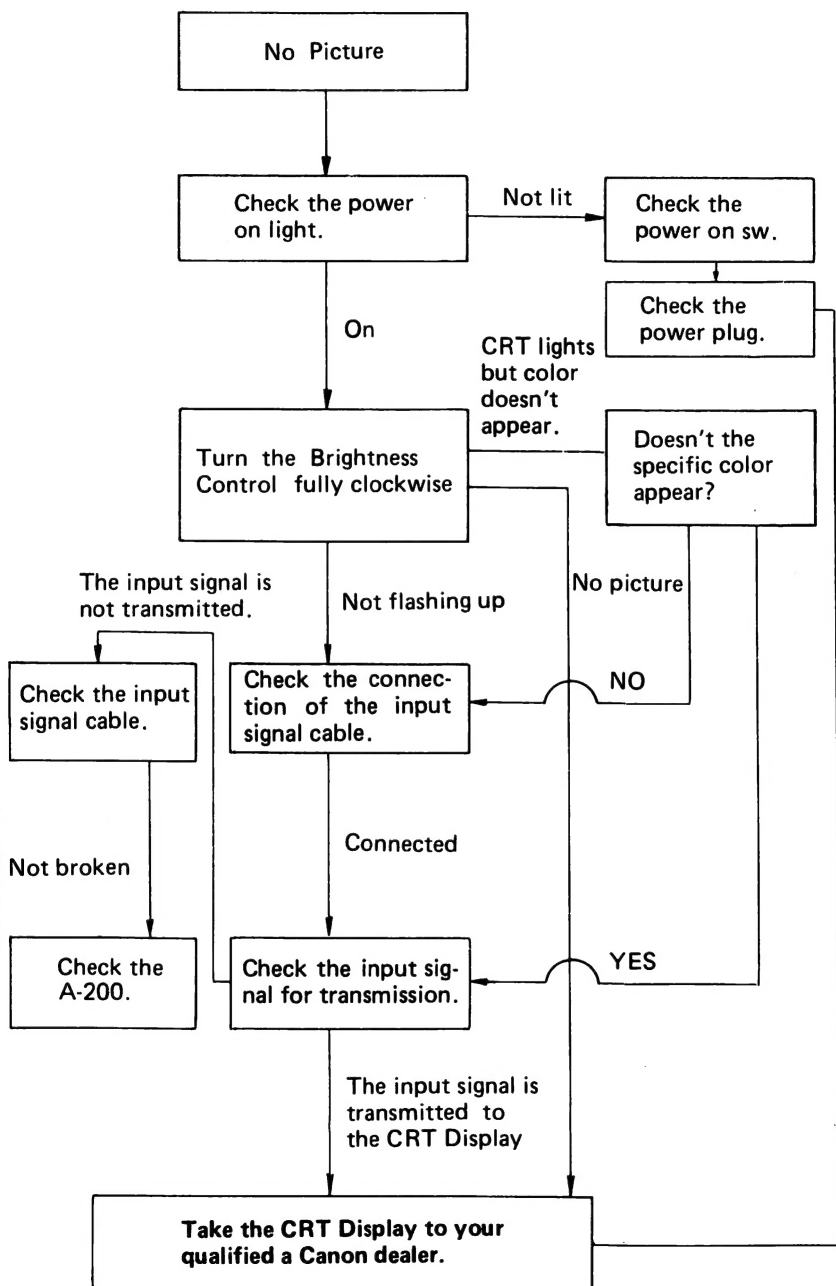 No Picture
Check the power
on light.
Not lit
Check the
power on sw.
Check the
power plug.
On
CRT lights
but color
doesn't
appear.
Turn the Brightness
Control fully clockwise
Doesn't the
specific color
appear?
The input signal is
not transmitted.
Not flashing up
No picture
Check the input
signal cable.
Check the connec-
tion of the input
signal cable.
NO
Connected
Not broken
Check the
A-200.
Check the input sig-
nal for transmission.
YES
The input signal is
transmitted to
the CRT Display
Take the CRT Display to your
qualified a Canon dealer.